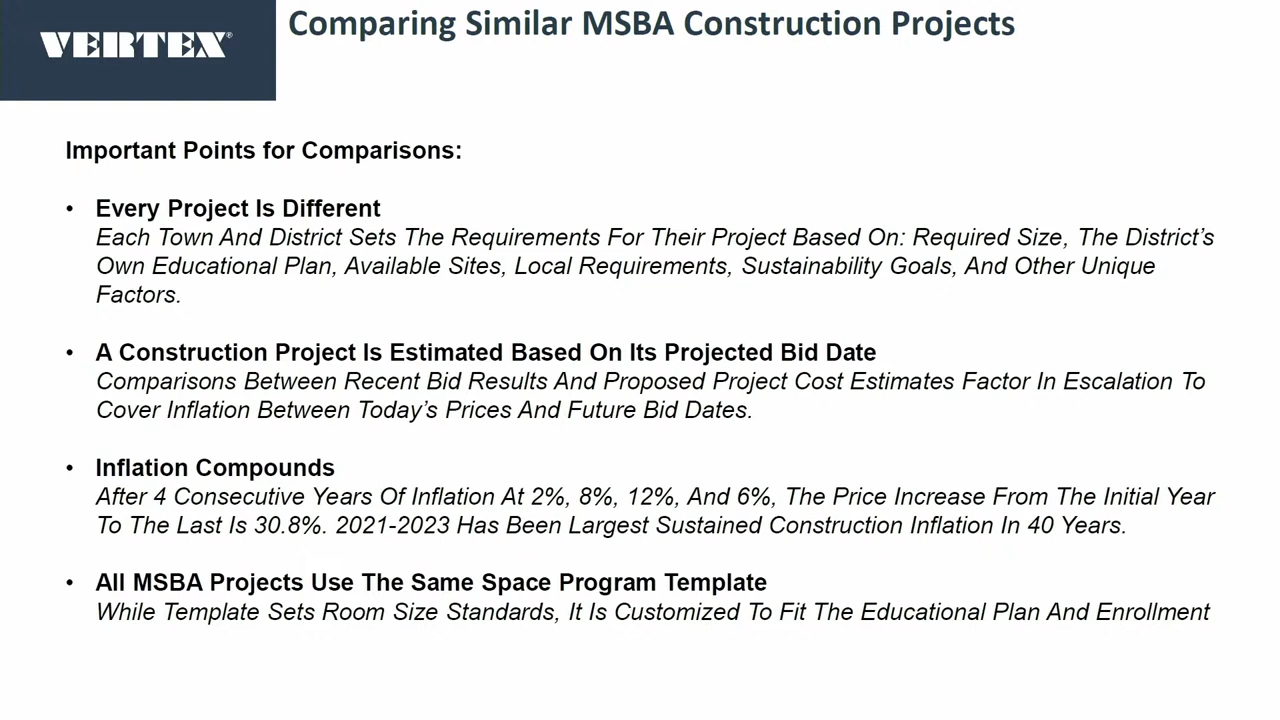 VERTEX®
Comparing Similar MSBA Construction Projects
Important Points for Comparisons:
• Every Project Is Different
Each Town And District Sets The Requirements For Their Project Based On: Required Size, The District's
Own Educational Plan, Available Sites, Local Requirements, Sustainability Goals, And Other Unique
Factors.
• A Construction Project Is Estimated Based On Its Projected Bid Date
Comparisons Between Recent Bid Results And Proposed Project Cost Estimates Factor In Escalation To
Cover Inflation Between Today's Prices And Future Bid Dates.
• Inflation Compounds
After 4 Consecutive Years Of Inflation At 2%, 8%, 12%, And 6%, The Price Increase From The Initial Year
To The Last Is 30.8%. 2021-2023 Has Been Largest Sustained Construction Inflation In 40 Years.
• All MSBA Projects Use The Same Space Program Template
While Template Sets Room Size Standards, It Is Customized To Fit The Educational Plan And Enrollment